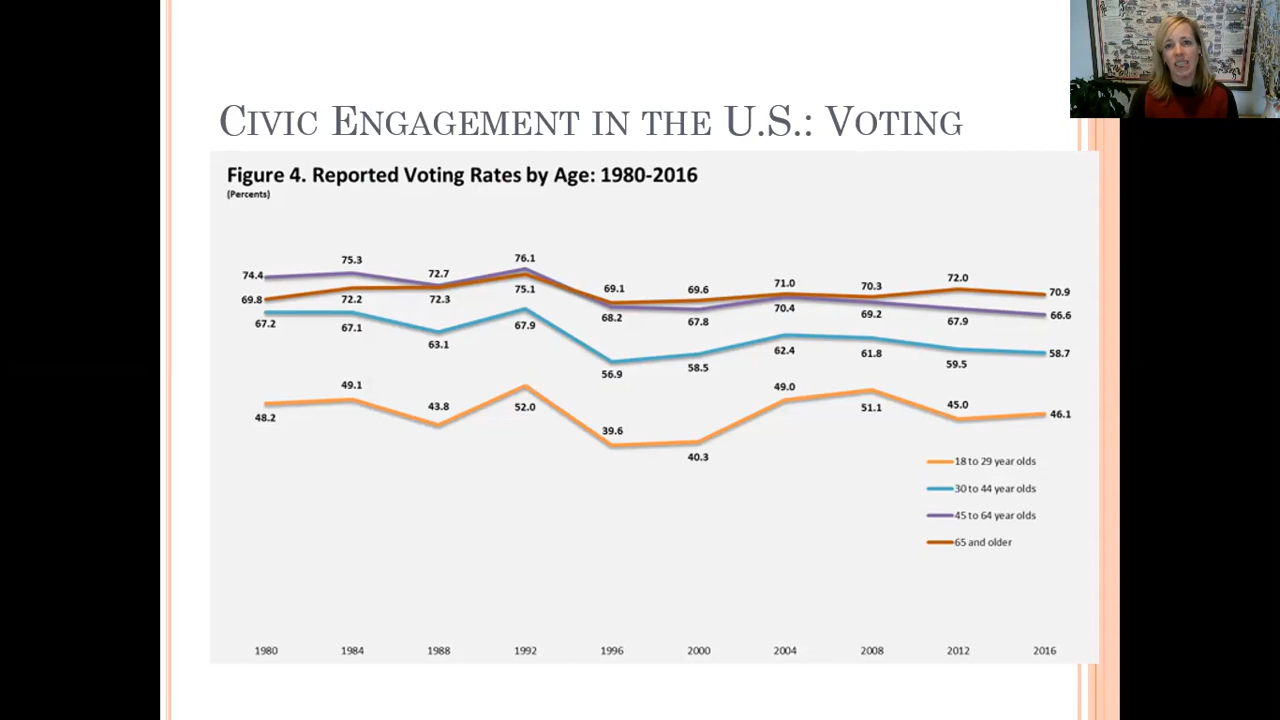 CIVIC ENGAGEMENT IN THE U.S.: VOTING
Figure 4. Reported Voting Rates by Age: 1980-2016
(Percents)
74.4 75.3 72.7 76.1 69.1 69.6 71.0 70.3 72.0 70.9
69.8 72.2 72.3 75.1 68.2 67.8 70.4 69.2 67.9 66.6
67.2 67.1 63.1 67.9 56.9 58.5 62.4 61.8 59.5 58.7
48.2 49.1 43.8 52.0 39.6 40.3 49.0 51.1 45.0 46.1
18 to 29 year olds
30 to 44 year olds
45 to 64 year olds
65 and older
1980 1984 1988 1992 1996 2000 2004 2008 2012 2016